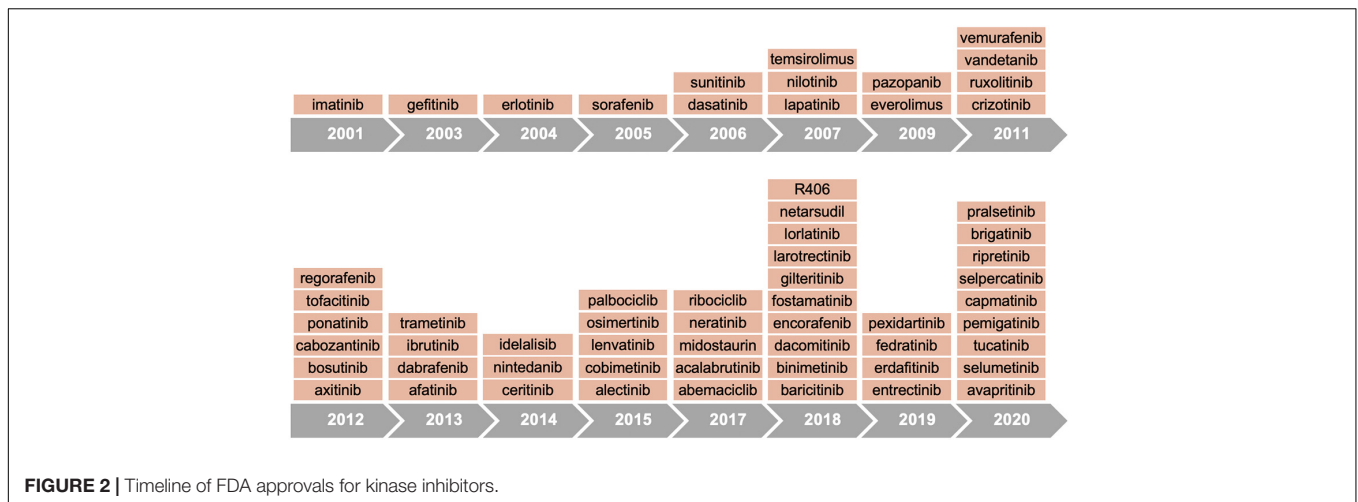 vemurafenib
temsirolimus
vandetanib
sunitinib
nilotinib
pazopanib
ruxolitinib
imatinib
gefitinib
erlotinib
sorafenib
dasatinib
lapatinib
everolimus
crizotinib
2001
2003
2004
2005
2006
2007
2009
2011
R406
netarsudil
pralsetinib
lorlatinib
brigatinib
larotrectinib
ripretinib
regorafenib
gilteritinib
selpercatinib
tofacitinib
palbociclib
ribociclib
fostamatinib
capmatinib
ponatinib
trametinib
osimertinib
neratinib
encorafenib
pexidartinib
pemigatinib
cabozantinib
ibrutinib
idelalisib
lenvatinib
midostaurin
dacomitinib
fedratinib
tucatinib
bosutinib
dabrafenib
nintedanib
cobimetinib
acalabrutinib
binimetinib
erdafitinib
selumetinib
axitinib
afatinib
ceritinib
alectinib
abemaciclib
baricitinib
entrectinib
avapritinib
2012
2013
2014
2015
2017
2018
2019
2020
FIGURE 2 | Timeline of FDA approvals for kinase inhibitors.